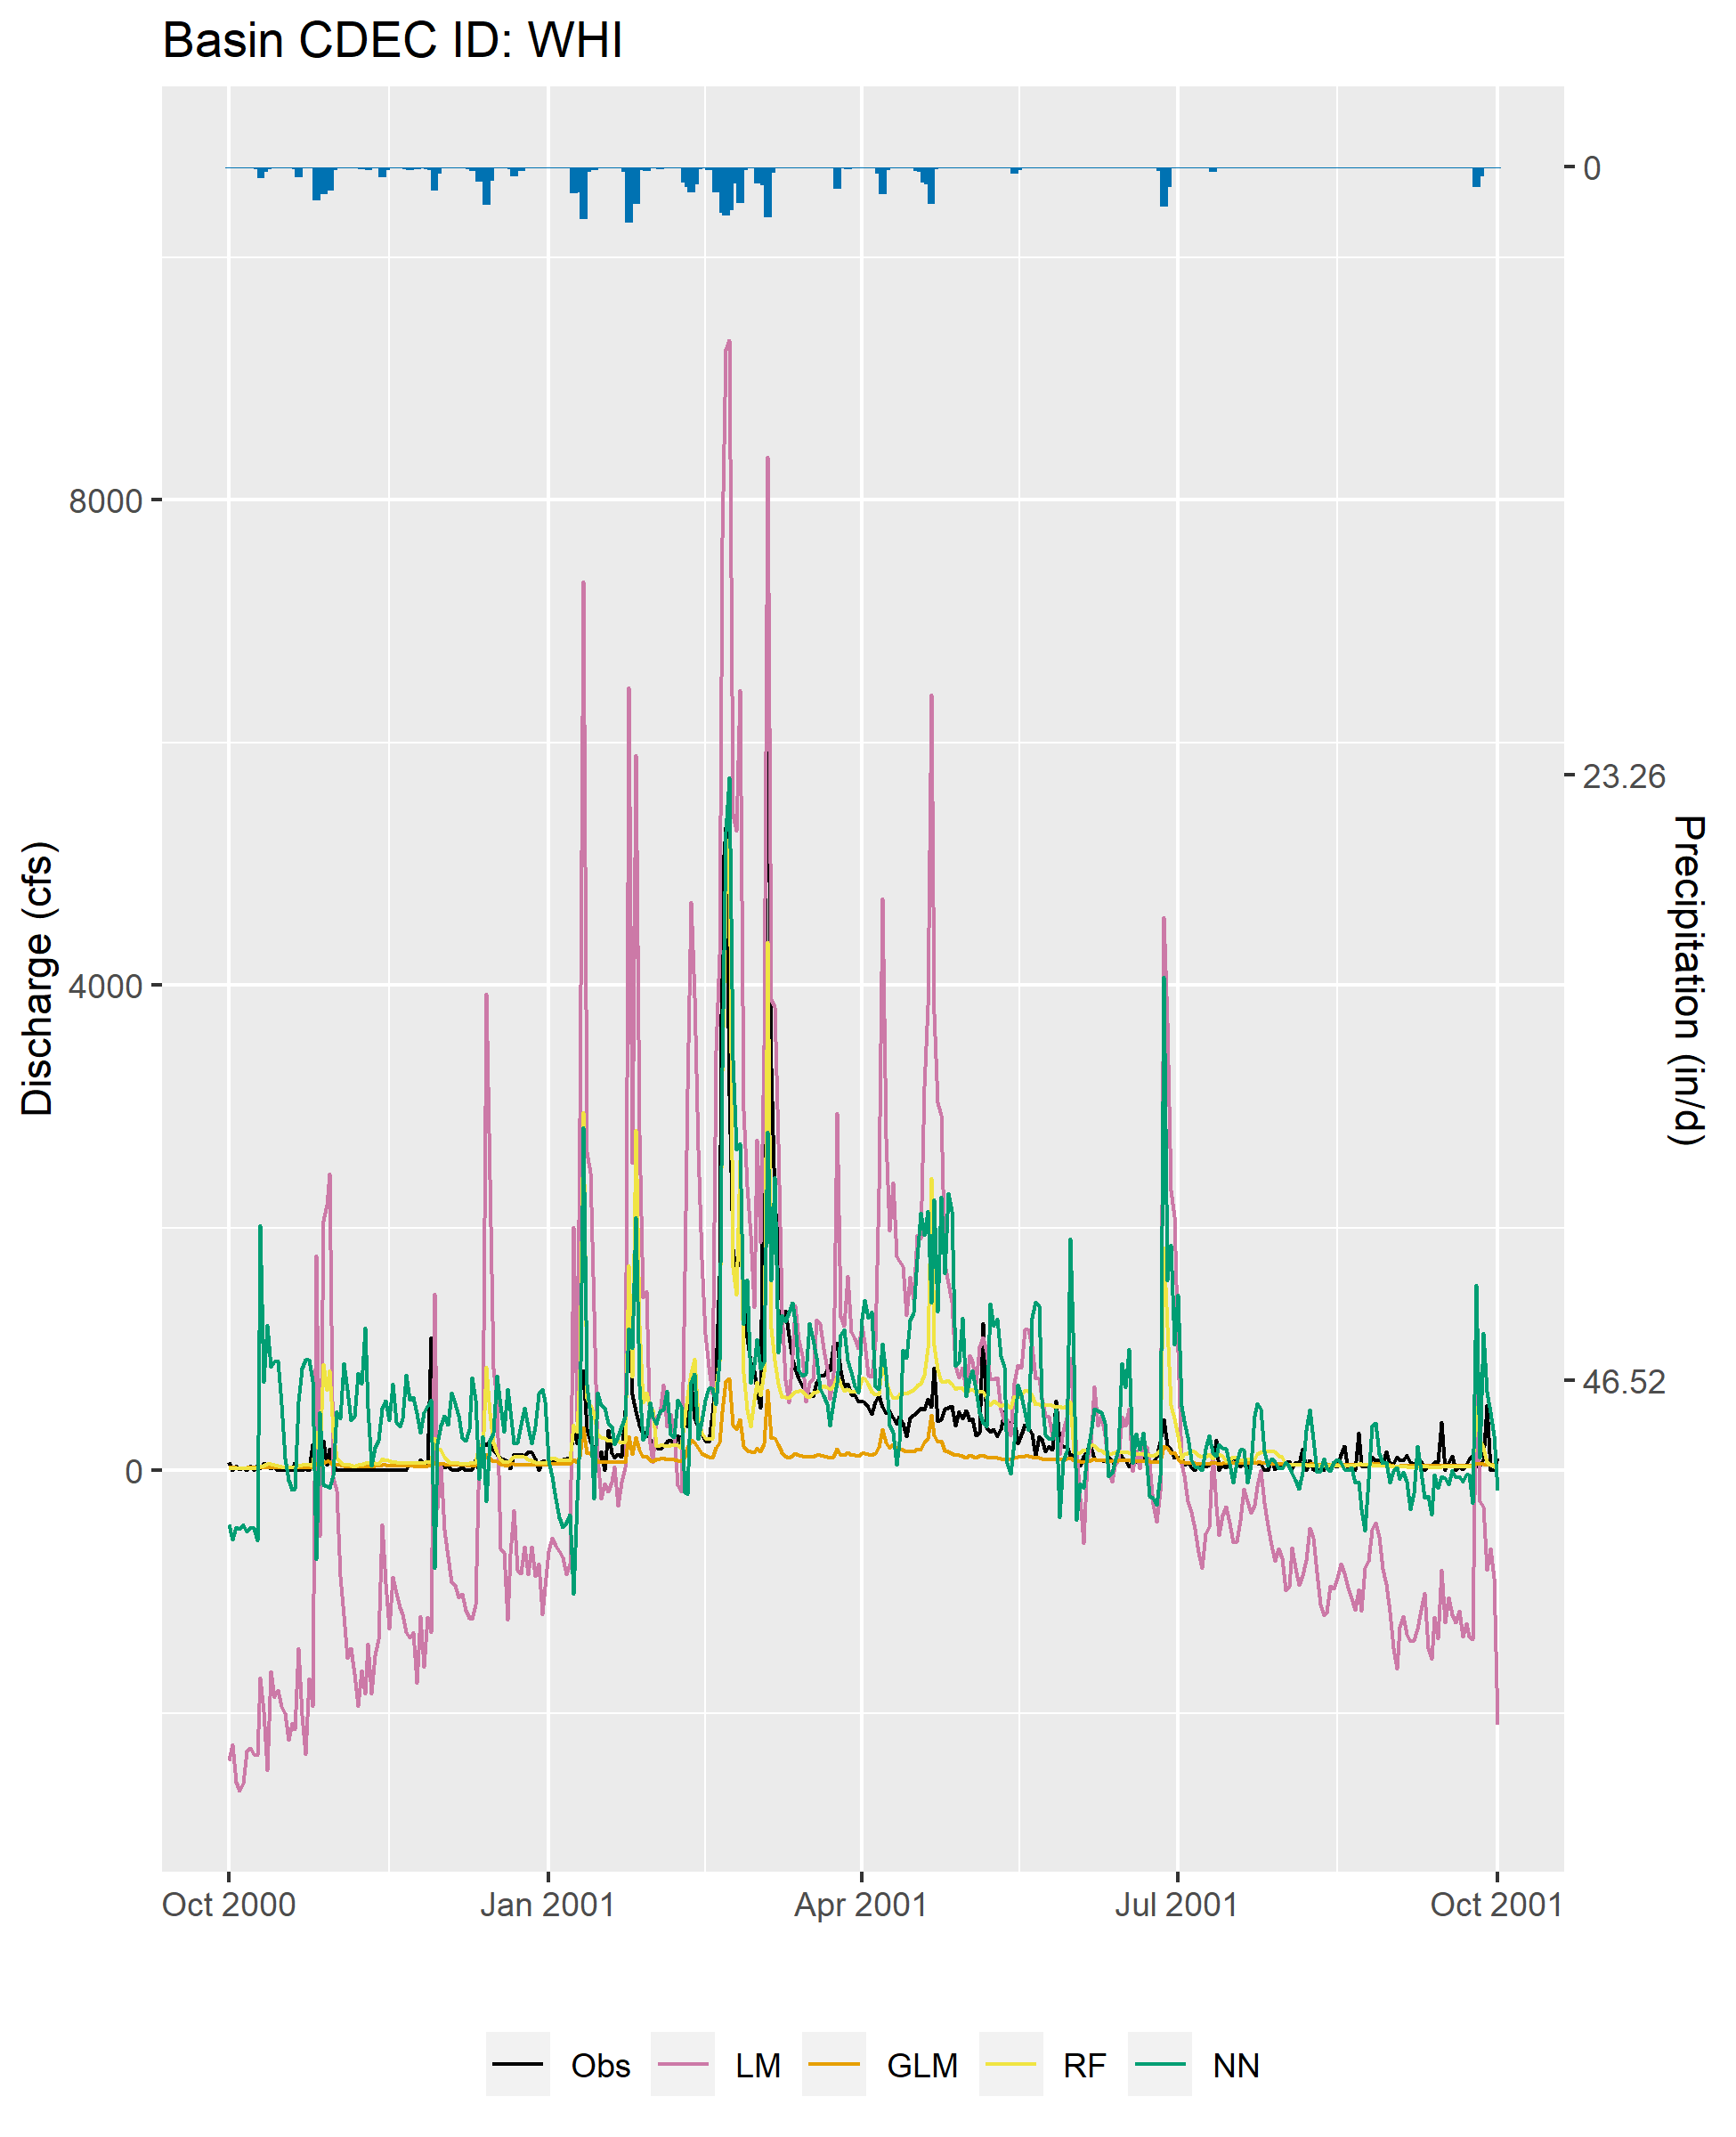 Basin CDEC ID: WHI
0
8000
23.26
Discharge (cfs)
Precipitation (in/d)
4000
46.52
0
Oct 2000 Jan 2001 Apr 2001 Jul 2001 Oct 2001
Obs LM GLM RF NN